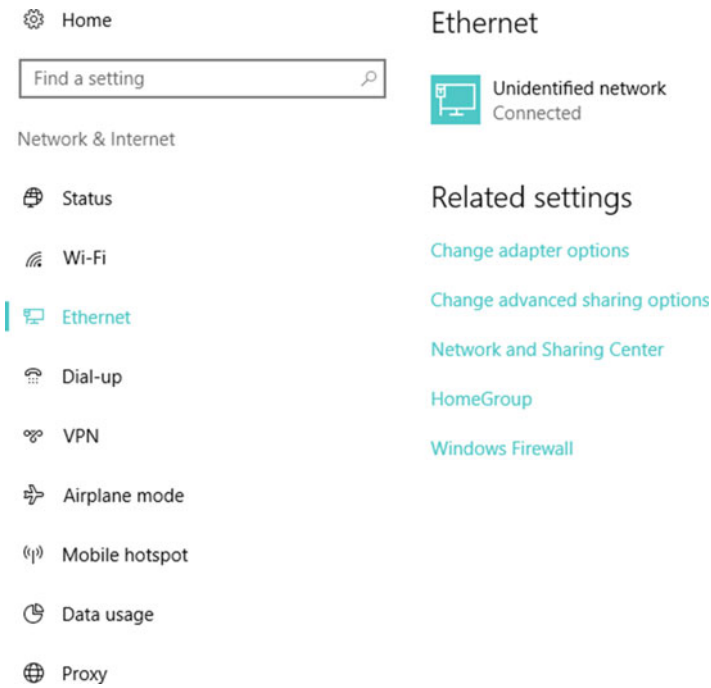 Home
Find a setting
Network & Internet
Status
Wi-Fi
Ethernet
Dial-up
VPN
Airplane mode
Mobile hotspot
Data usage
Proxy
Ethernet
Unidentified network
Connected
Related settings
Change adapter options
Change advanced sharing options
Network and Sharing Center
HomeGroup
Windows Firewall